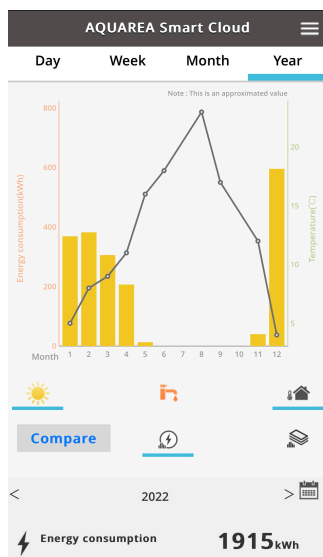 AQUAREA Smart Cloud
Day Week Month Year
Note : This is an approximated value
Energy consumption(kWh)
800
600
400
200
0
Temperature(℃)
20
15
10
5
Month 1 2 3 4 5 6 7 8 9 10 11 12
Compare
< 2022 >
Energy consumption 1915kWh